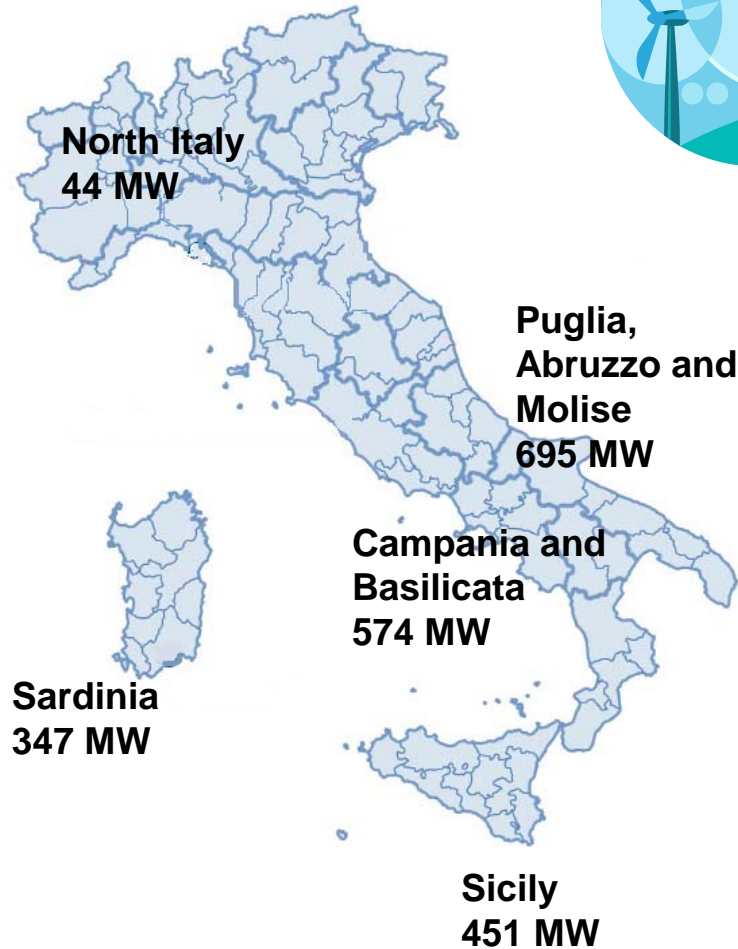 North Italy
44 MW
Puglia,
Abruzzo and
Molise
695 MW
Campania and
Basilicata
574 MW
Sardinia
347 MW
Sicily
451 MW